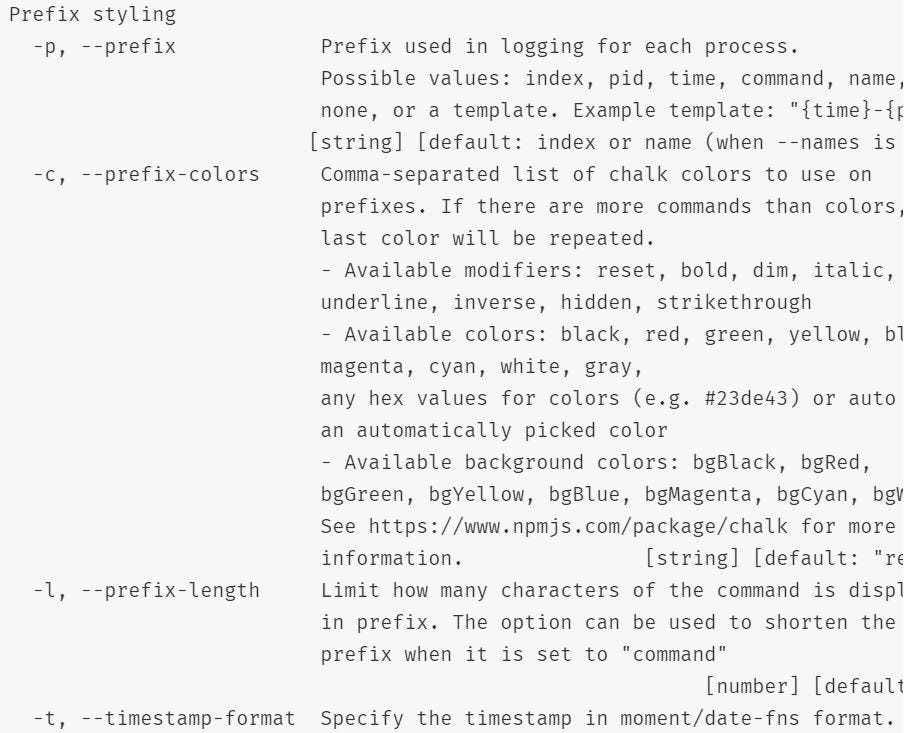 Prefix styling
-p, --prefix Prefix used in logging for each process.
Possible values: index, pid, time, command, name,
none, or a template. Example template: "{time}-{p
[string] [default: index or name (when --names is
-c, --prefix-colors Comma-separated list of chalk colors to use on
prefixes. If there are more commands than colors,
last color will be repeated.
- Available modifiers: reset, bold, dim, italic,
underline, inverse, hidden, strikethrough
- Available colors: black, red, green, yellow, bl
magenta, cyan, white, gray,
any hex values for colors (e.g. #23de43) or auto
an automatically picked color
- Available background colors: bgBlack, bgRed,
bgGreen, bgYellow, bgBlue, bgMagenta, bgCyan, bgW
See https://www.npmjs.com/package/chalk for more
information. [string] [default: "re
-l, --prefix-length Limit how many characters of the command is displ
in prefix. The option can be used to shorten the
prefix when it is set to "command"
[number] [default
-t, --timestamp-format Specify the timestamp in moment/date-fns format.